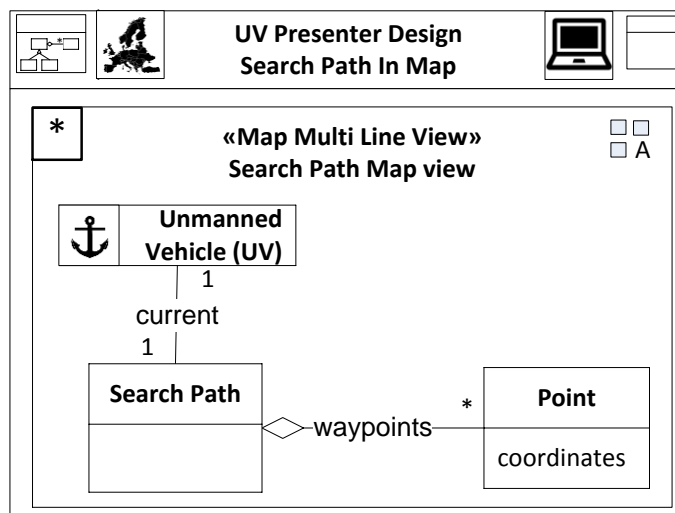 *
UV Presenter Design
Search Path In Map
*
«Map Multi Line View»
Search Path Map view
A
Unmanned
Vehicle (UV)
1
current
1
Search Path
waypoints
*
Point
coordinates